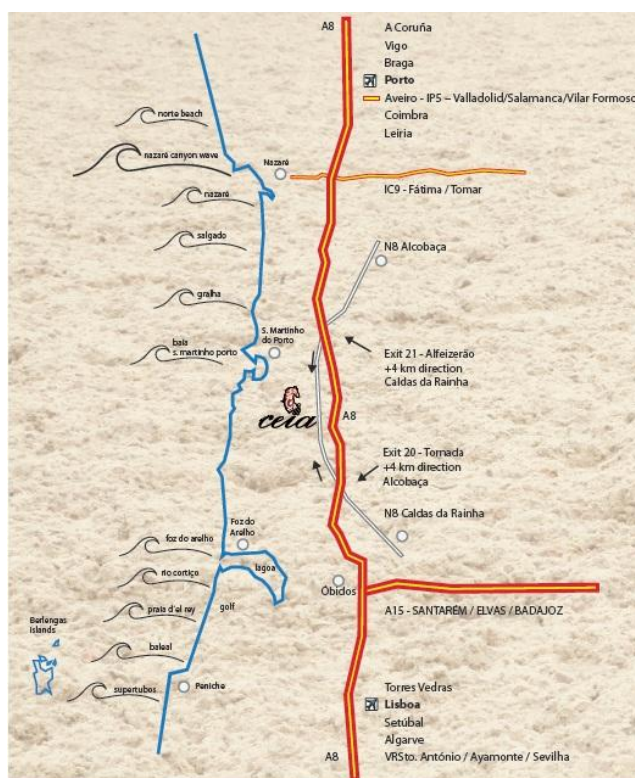 A8
A Coruña
Vigo
Braga
Porto
Aveiro - IP5 – Valladolid/Salamanca/Vilar Formoso
Coimbra
Leiria
norte beach
nazaré canyon wave
Nazaré
IC9 - Fátima / Tomar
nazaré
salgado
N8 Alcobaça
gralha
S. Martinho
do Porto
baía
s. martinho porto
Exit 21 - Alfeizerão
+4 km direction
Caldas da Rainha
ceia
A8
Exit 20 - Tornada
+4 km direction
Alcobaça
N8 Caldas da Rainha
Foz do
Arelho
foz do arelho
lagoa
rio cortiço
Óbidos
golf
praia d'el rey
A15 - SANTARÉM / ELVAS / BADAJOZ
Berlengas
Islands
baleal
supertubos
Peniche
Torres Vedras
Lisboa
Setúbal
Algarve
A8
VRSto. António / Ayamonte / Sevilha